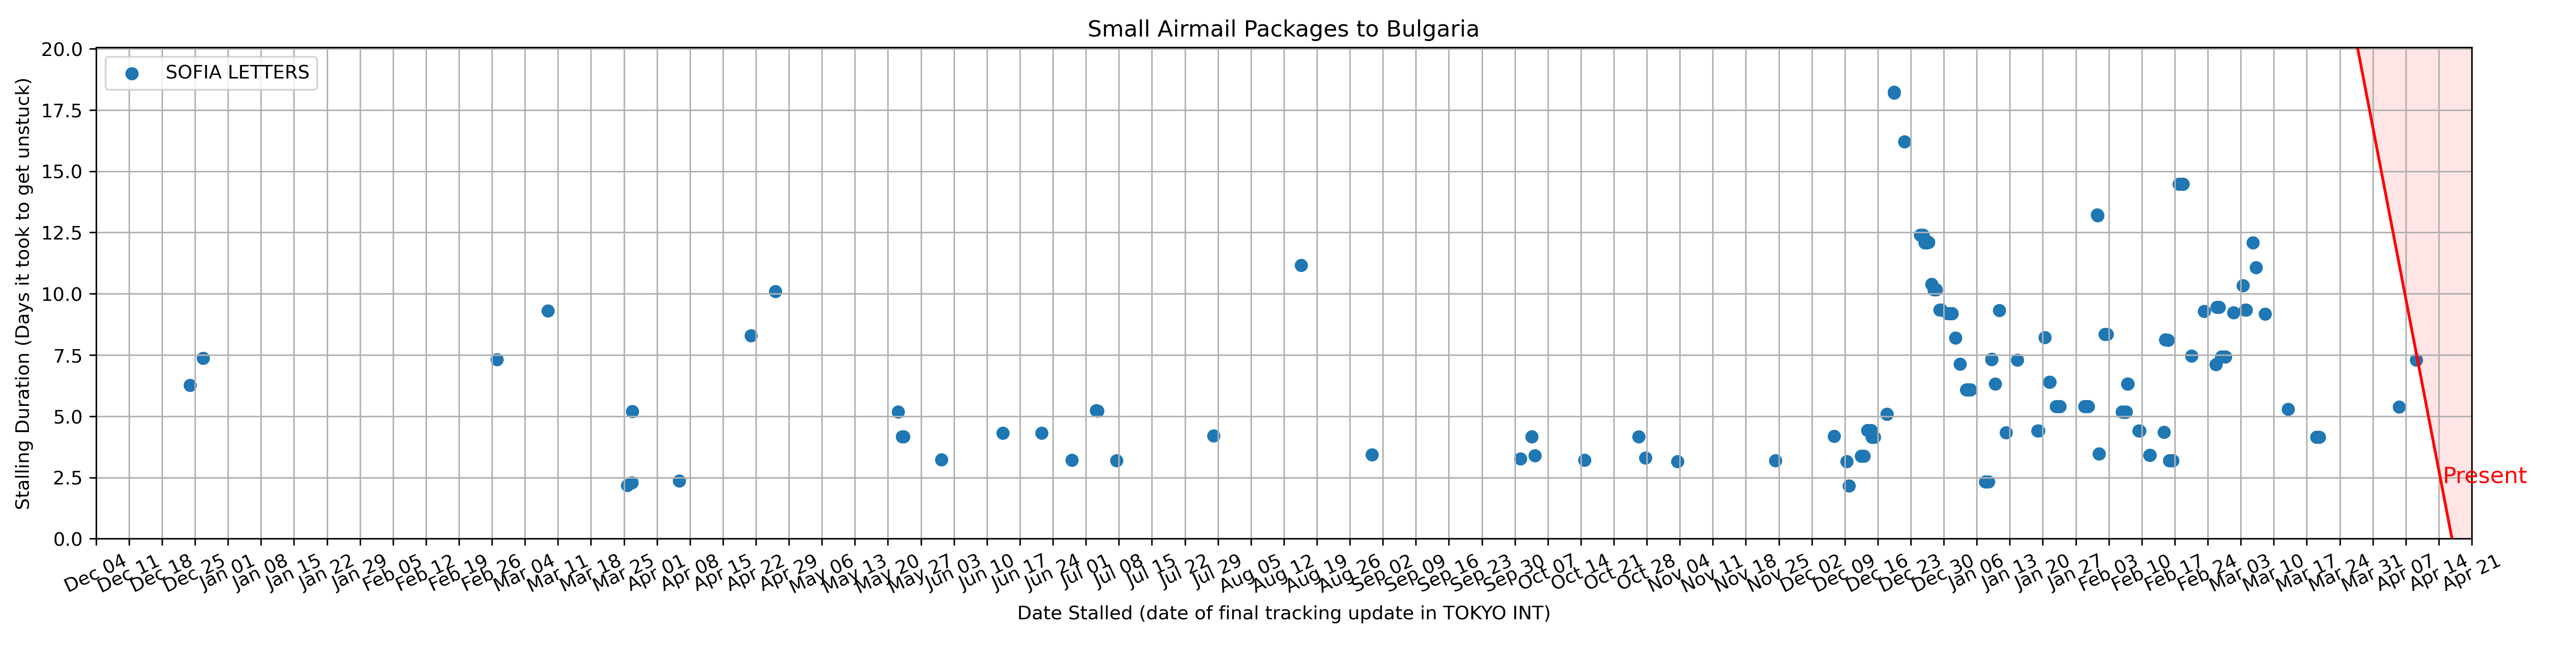 Small Airmail Packages to Bulgaria
SOFIA LETTERS
Stalling Duration (Days it took to get unstuck)
20.0
17.5
15.0
12.5
10.0
7.5
5.0
2.5
0.0
Present
Dec 04
Dec 11
Dec 18
Dec 25
Jan 01
Jan 08
Jan 15
Jan 22
Jan 29
Feb 05
Feb 12
Feb 19
Feb 26
Mar 04
Mar 11
Mar 18
Mar 25
Apr 01
Apr 08
Apr 15
Apr 22
Apr 29
May 06
May 13
May 20
May 27
Jun 03
Jun 10
Jun 17
Jun 24
Jul 01
Jul 08
Jul 15
Jul 22
Jul 29
Aug 05
Aug 12
Aug 19
Aug 26
Sep 02
Sep 09
Sep 16
Sep 23
Sep 30
Oct 07
Oct 14
Oct 21
Oct 28
Nov 04
Nov 11
Nov 18
Nov 25
Dec 02
Dec 09
Dec 16
Dec 23
Dec 30
Jan 06
Jan 13
Jan 20
Jan 27
Feb 03
Feb 10
Feb 17
Feb 24
Mar 03
Mar 10
Mar 17
Mar 24
Mar 31
Apr 07
Apr 14
Apr 21
Date Stalled (date of final tracking update in TOKYO INT)